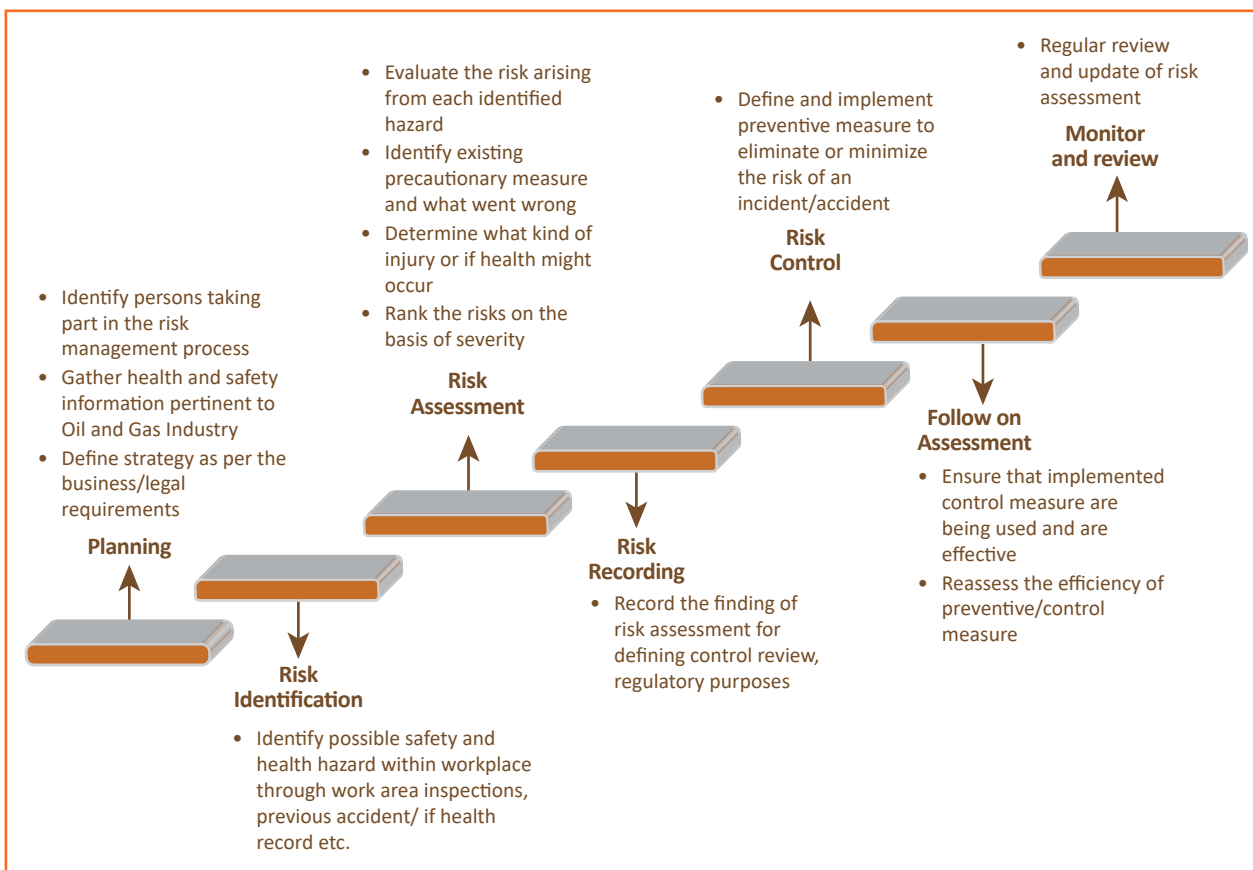 • Identify persons taking
part in the risk
management process
• Gather health and safety
information pertinent to
Oil and Gas Industry
• Define strategy as per the
business/legal
requirements
Planning
Risk
Identification
• Identify possible safety and
health hazard within workplace
through work area inspections,
previous accident/ if health
record etc.
• Evaluate the risk arising
from each identified
hazard
• Identify existing
precautionary measure
and what went wrong
• Determine what kind of
injury or if health might
occur
• Rank the risks on the
basis of severity
Risk
Assessment
Risk
Recording
• Record the finding of
risk assessment for
defining control review,
regulatory purposes
• Define and implement
preventive measure to
eliminate or minimize
the risk of an
incident/accident
Risk
Control
Follow on
Assessment
• Ensure that implemented
control measure are
being used and are
effective
• Reassess the efficiency of
preventive/control
measure
• Regular review
and update of risk
assessment
Monitor
and review